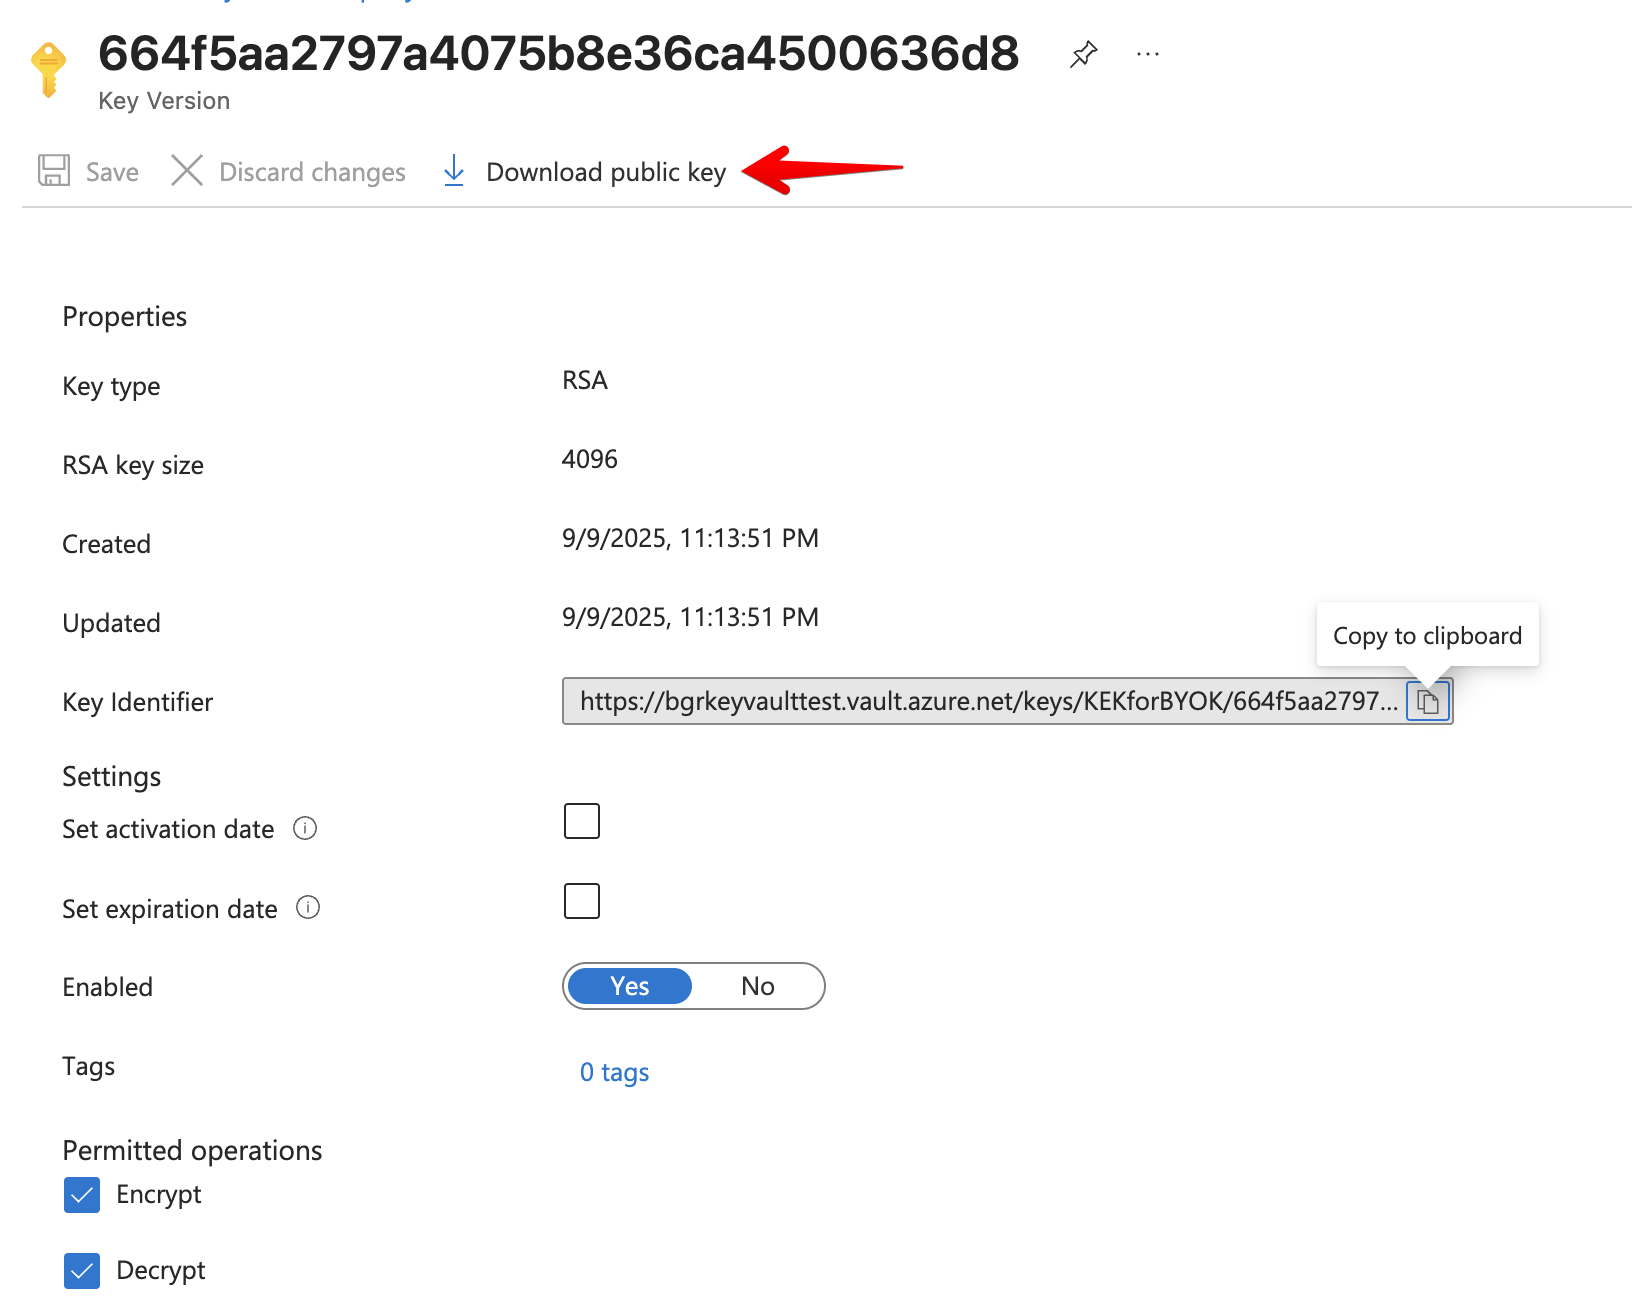 664f5aa2797a4075b8e36ca4500636d8
Key Version
Save Discard changes Download public key
Properties
Key type RSA
RSA key size 4096
Created 9/9/2025, 11:13:51 PM
Updated 9/9/2025, 11:13:51 PM
Copy to clipboard
Key Identifier https://bgrkeyvaulttest.vault.azure.net/keys/KEKforBYOK/664f5aa2797...
Settings
Set activation date
Set expiration date
Enabled Yes No
Tags 0 tags
Permitted operations
Encrypt
Decrypt